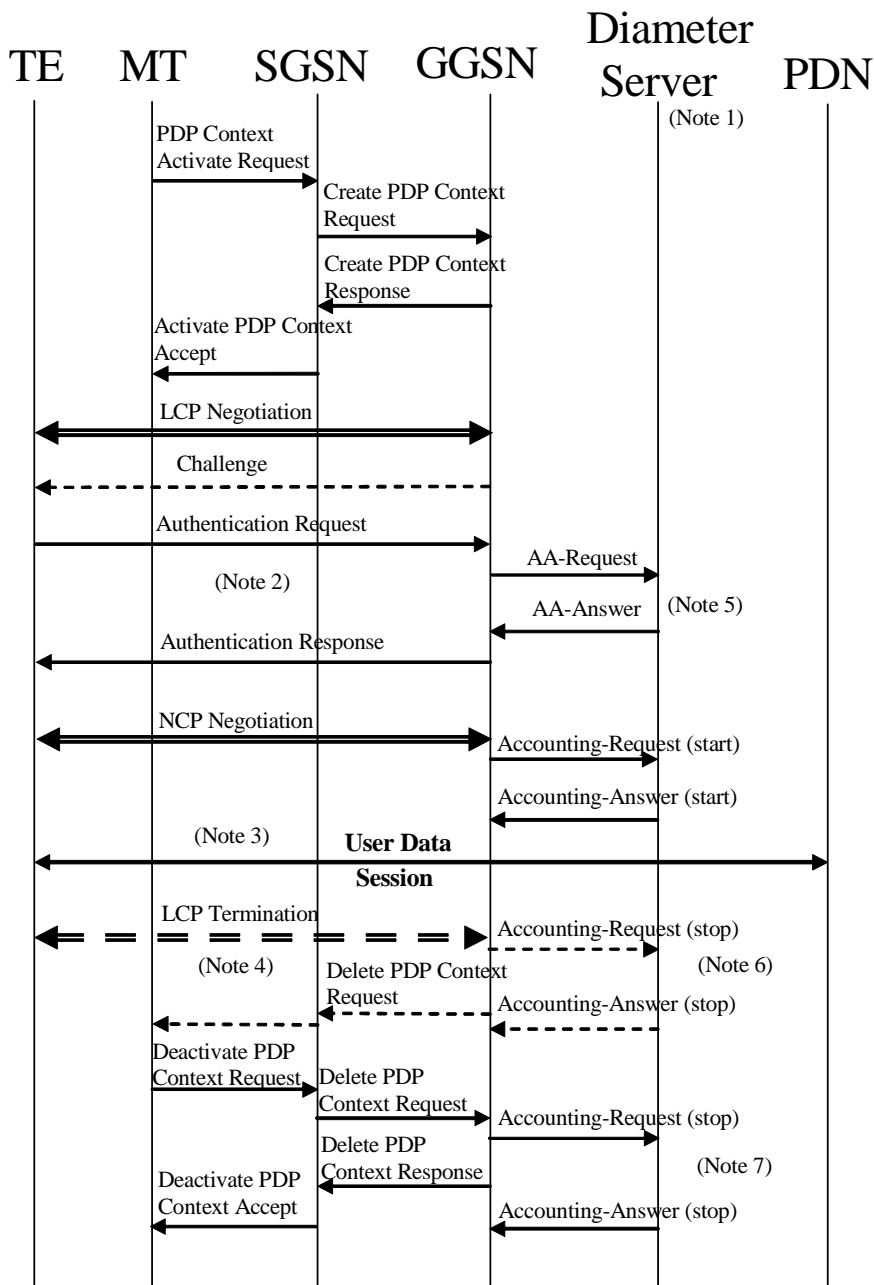 TE
MT
SGSN
GGSN
Diameter
Server
PDN
(Note 1)
PDP Context
Activate Request
Create PDP Context
Request
Create PDP Context
Response
Activate PDP Context
Accept
LCP Negotiation
Challenge
Authentication Request
AA-Request
(Note 2)
(Note 5)
AA-Answer
Authentication Response
NCP Negotiation
Accounting-Request (start)
Accounting-Answer (start)
(Note 3)
User Data
Session
LCP Termination
Accounting-Request (stop)
(Note 4)
(Note 6)
Delete PDP Context
Request
Accounting-Answer (stop)
Deactivate PDP
Context Request
Delete PDP
Context Request
Accounting-Request (stop)
Delete PDP
Context Response
(Note 7)
Deactivate PDP
Context Accept
Accounting-Answer (stop)